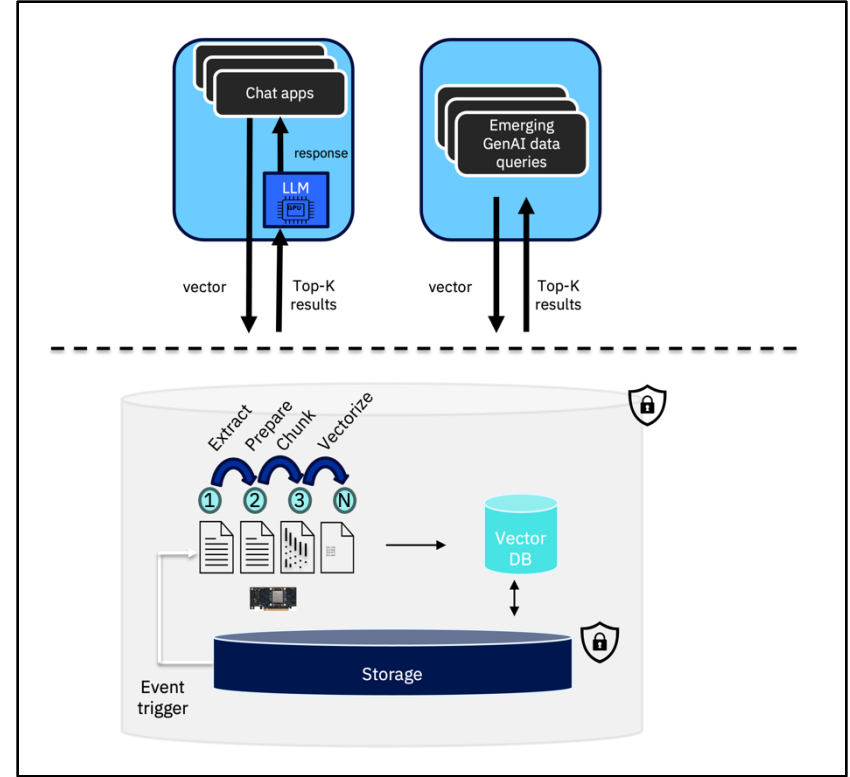 Chat apps
response
LLM
GPU
vector
Top-K
results
Emerging
GenAI data
queries
vector
Top-K
results
Extract
Prepare
Chunk
Vectorize
1
2
3
N
Vector
DB
Storage
Event
trigger